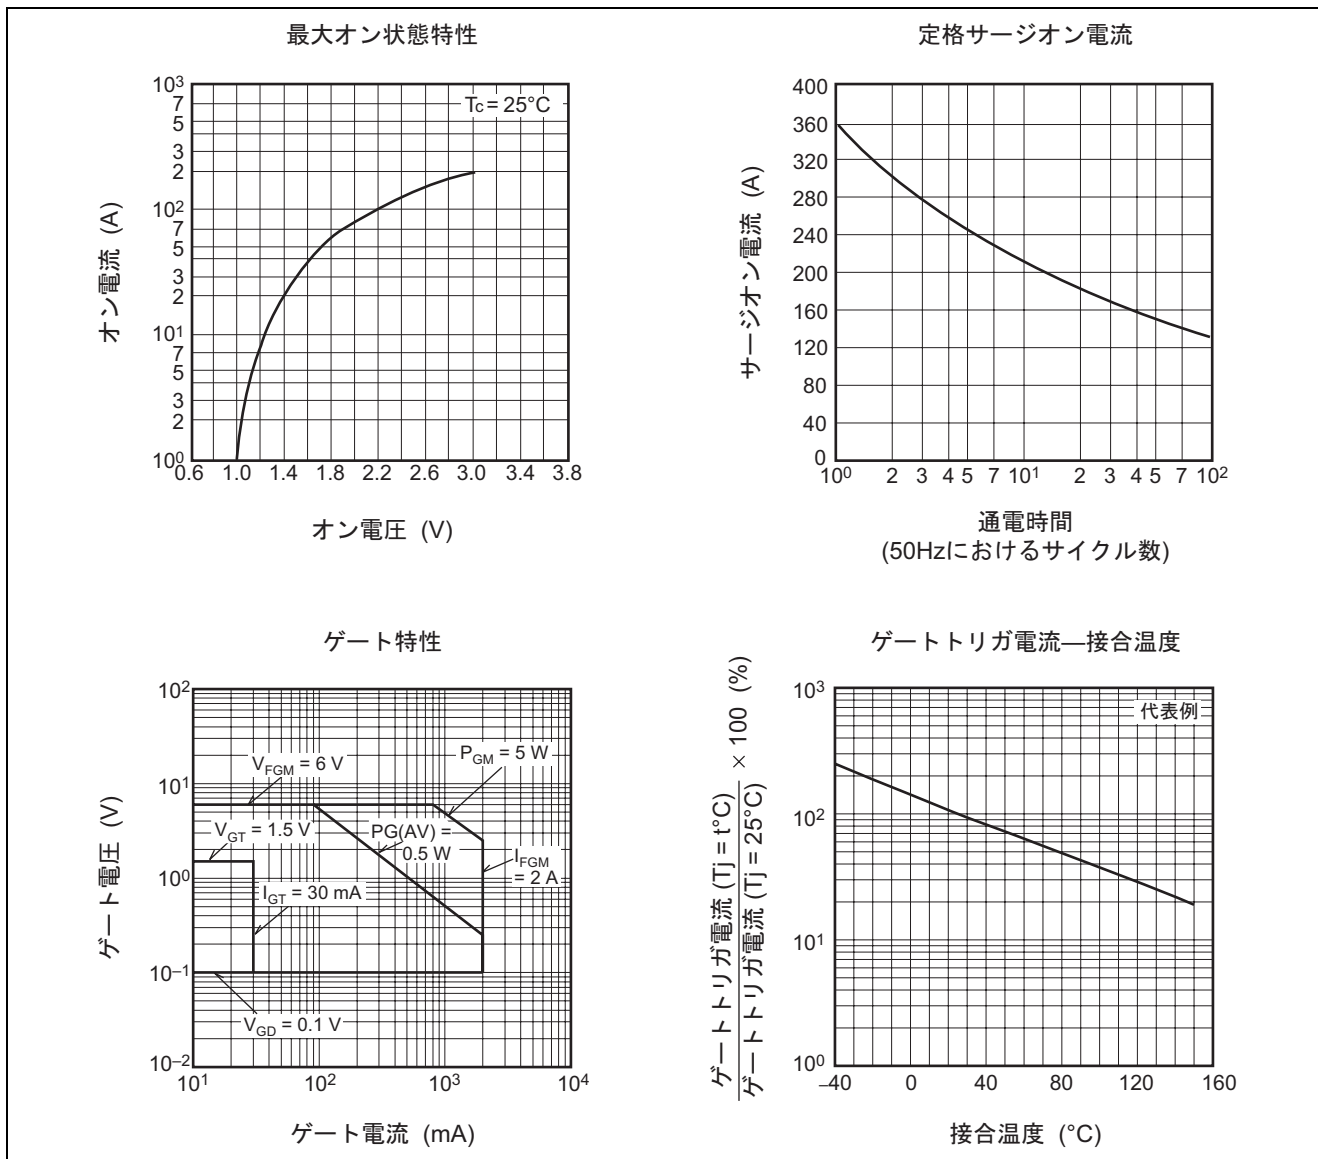 最大オン状態特性
10³
7
5
3
2
10²
7
5
3
2
10¹
7
5
3
2
10⁰
Tc = 25°C
0.6 1.0 1.4 1.8 2.2 2.6 3.0 3.4 3.8
オン電流 (A)
オン電圧 (V)
定格サージオン電流
400
360
320
280
240
200
160
120
80
40
0
10⁰ 2 3 4 5 7 10¹ 2 3 4 5 7 10²
サージオン電流 (A)
通電時間
(50Hzにおけるサイクル数)
ゲート特性
10²
10¹
10⁰
10⁻¹
10⁻²
V_FGM = 6 V
P_GM = 5 W
V_GT = 1.5 V
PG(AV) =
0.5 W
I_FGM
= 2 A
I_GT = 30 mA
V_GD = 0.1 V
10¹ 10² 10³ 10⁴
ゲート電圧 (V)
ゲート電流 (mA)
ゲートトリガ電流—接合温度
10³
10²
10¹
10⁰
代表例
–40 0 40 80 120 160
ゲートトリガ電流 (Tj = t°C)
ゲートトリガ電流 (Tj = 25°C)
× 100 (%)
接合温度 (°C)